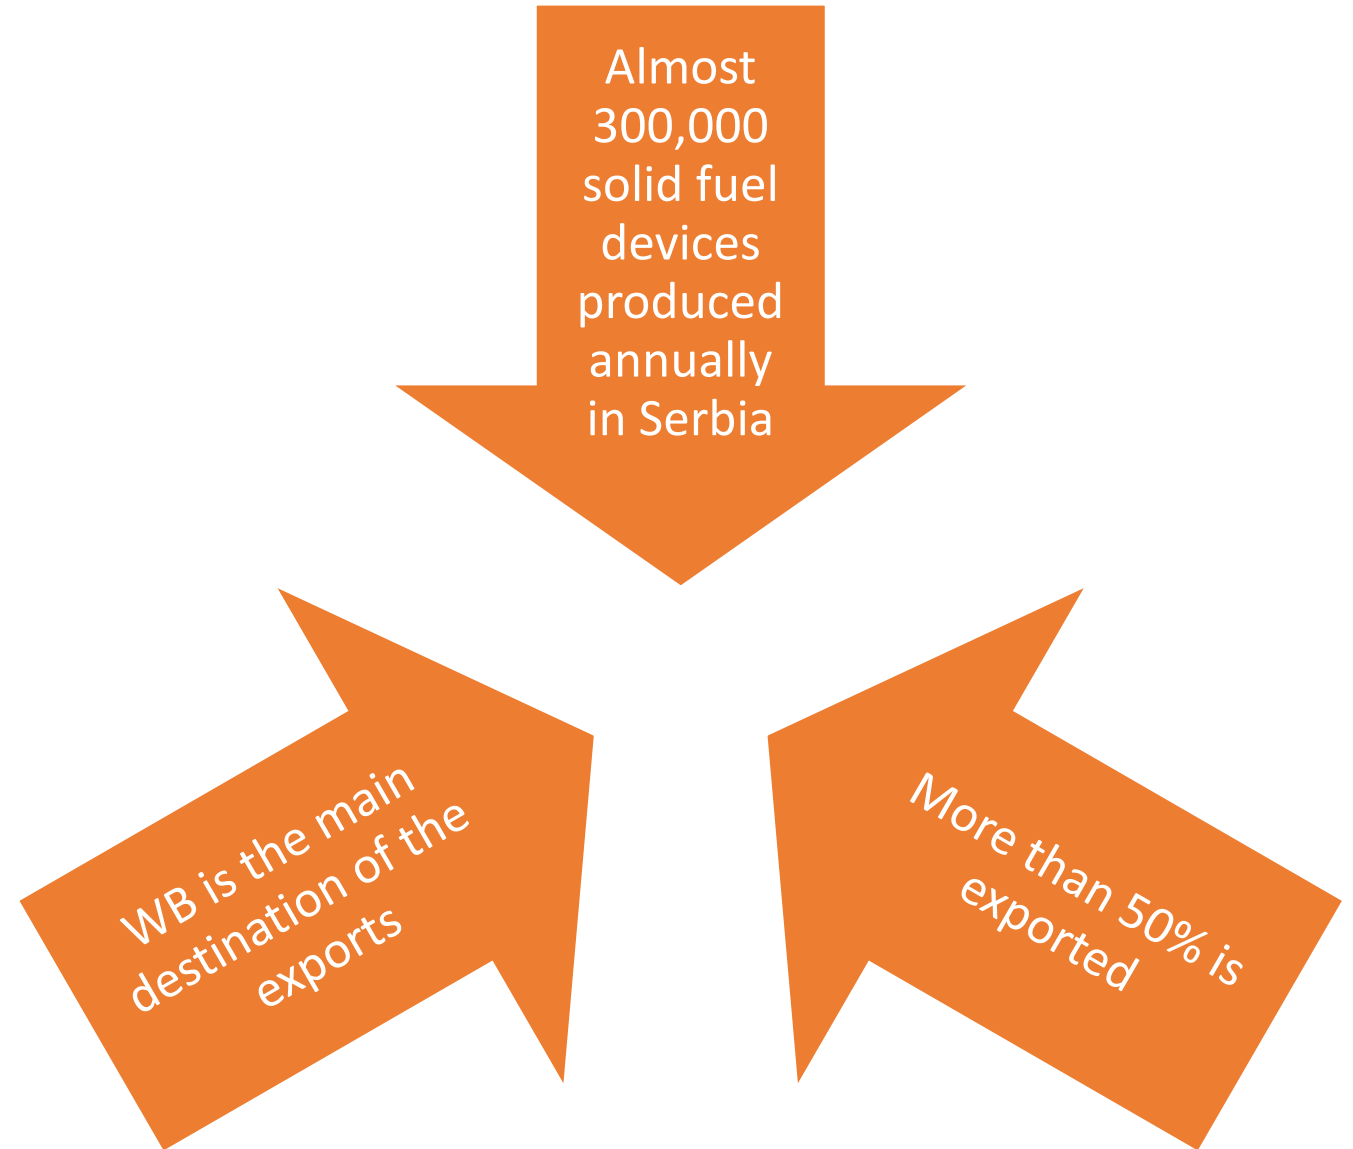 Almost
300,000
solid fuel
devices
produced
annually
in Serbia
WB is the main
destination of the
exports
More than 50% is
exported